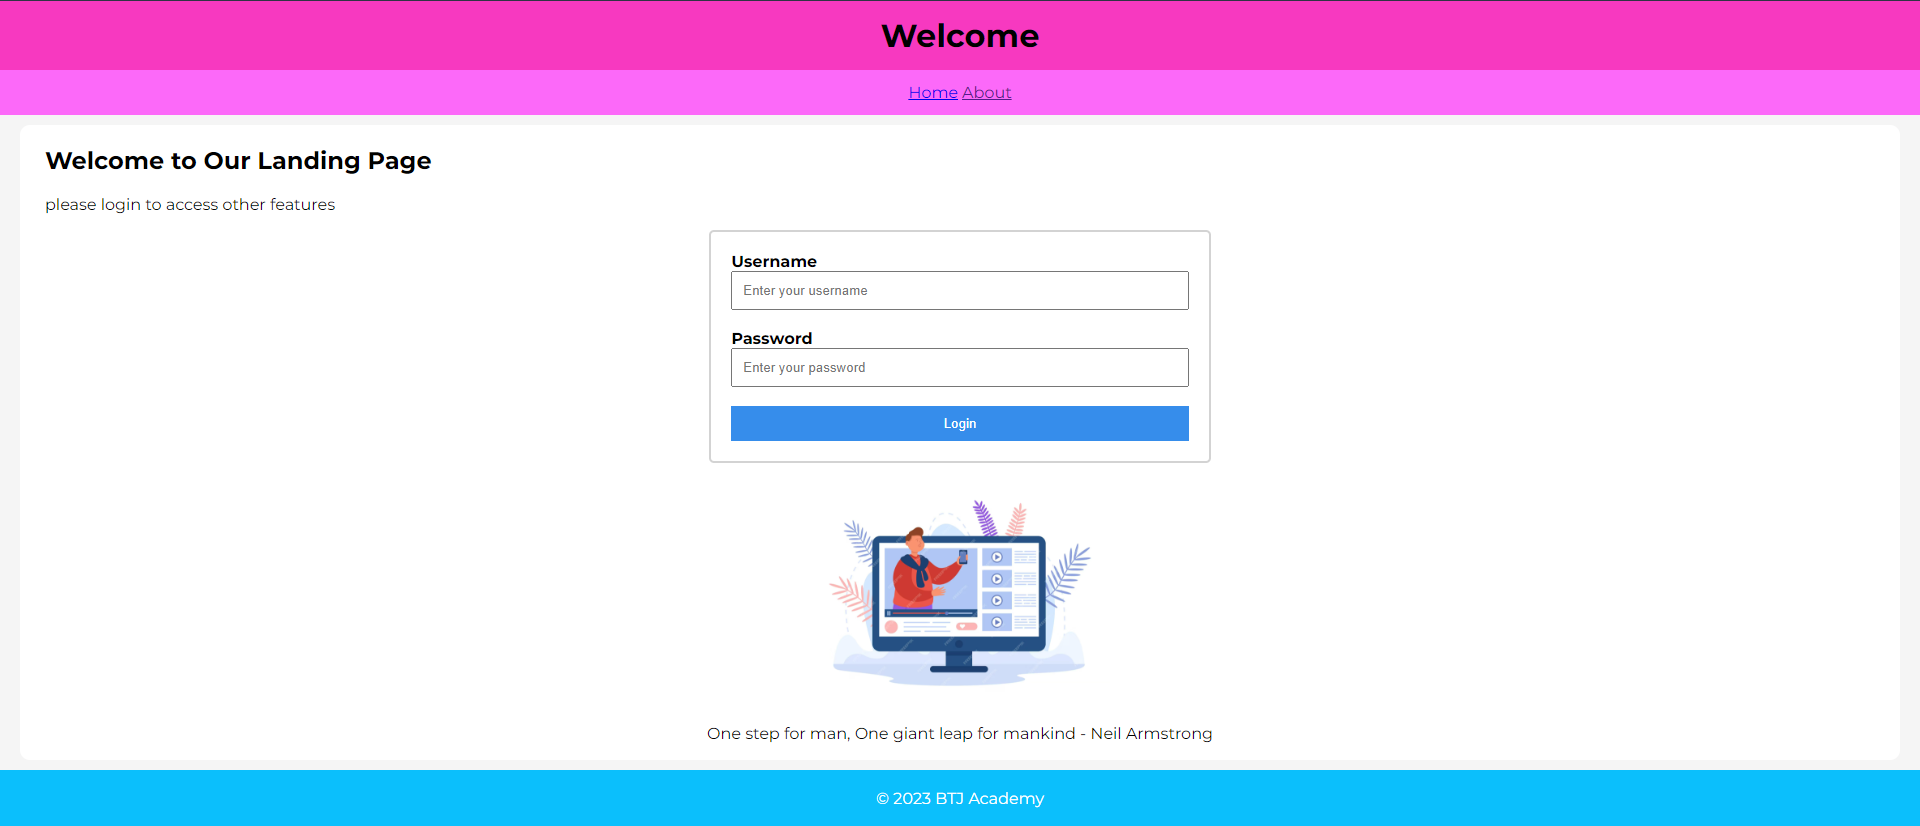 Welcome
Home About
Welcome to Our Landing Page
please login to access other features
Username
Enter your username
Password
Enter your password
Login
One step for man, One giant leap for mankind - Neil Armstrong
© 2023 BTJ Academy